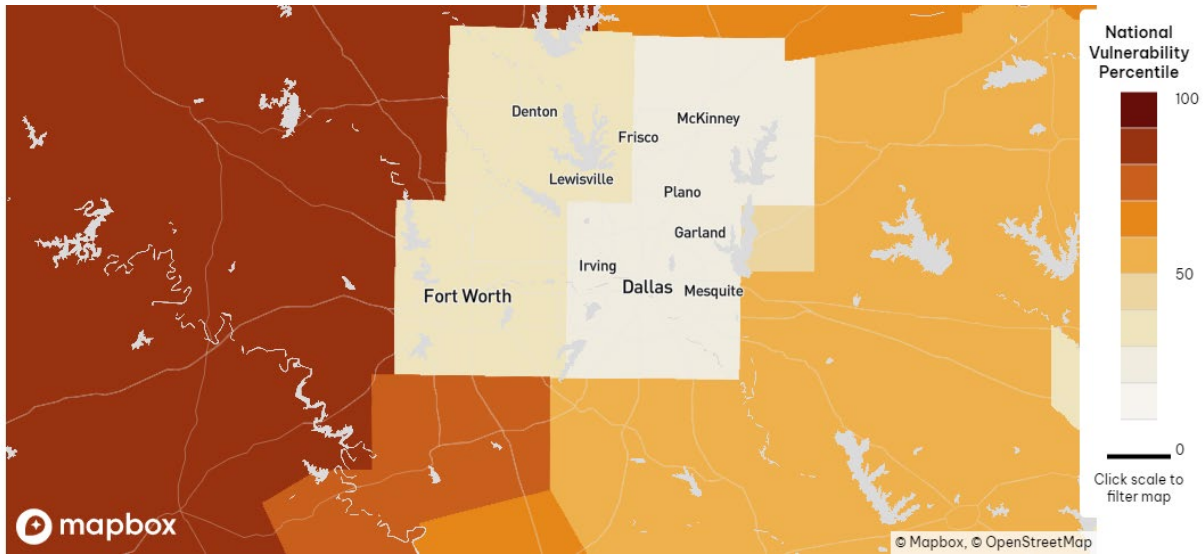 Denton
McKinney
Frisco
Lewisville
Plano
Garland
Irving
Dallas
Mesquite
Fort Worth
mapbox
© Mapbox, © OpenStreetMap
National
Vulnerability
Percentile
100
50
0
Click scale to
filter map